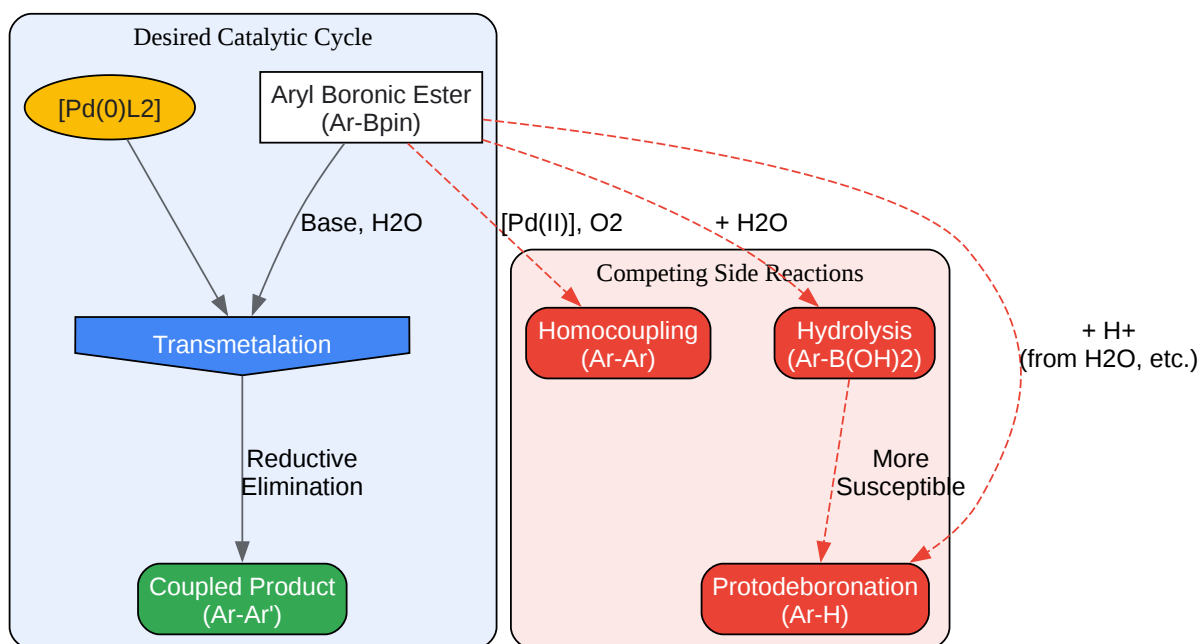 Desired Catalytic Cycle
[Pd(0)L2]
Aryl Boronic Ester
(Ar-Bpin)
Base, H2O
[Pd(II)], O2
+ H2O
Competing Side Reactions
Transmetalation
Homocoupling
(Ar-Ar)
Hydrolysis
(Ar-B(OH)2)
+ H+
(from H2O, etc.)
Reductive
Elimination
More
Susceptible
Coupled Product
(Ar-Ar')
Protodeboronation
(Ar-H)